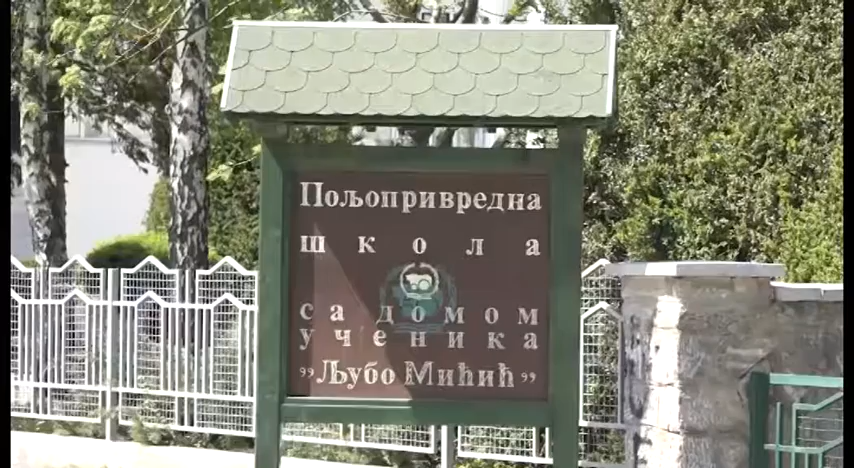 Пољопривредна
школа
са домом
ученика
„Љубо Мићић„